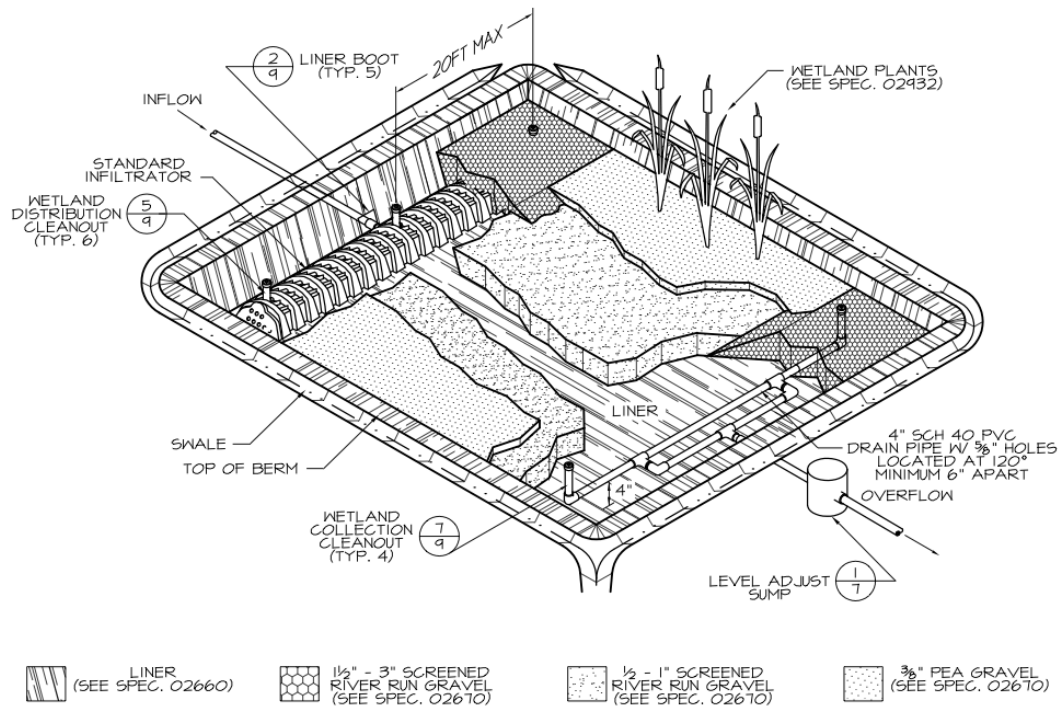 20FT MAX
2
9
LINER BOOT
(TYP. 5)
WETLAND PLANTS
(SEE SPEC. 02932)
INFLOW
STANDARD
INFILTRATOR
WETLAND
DISTRIBUTION
CLEANOUT
(TYP. 6)
5
9
LINER
SWALE
TOP OF BERM
4" SCH 40 PVC
DRAIN PIPE W/ ⅝" HOLES
LOCATED AT 120°
MINIMUM 6" APART
4"
OVERFLOW
WETLAND
COLLECTION
CLEANOUT
(TYP. 4)
7
9
LEVEL ADJUST
SUMP
1
7
LINER
(SEE SPEC. 02660)
1½" - 3" SCREENED
RIVER RUN GRAVEL
(SEE SPEC. 02670)
½ - 1" SCREENED
RIVER RUN GRAVEL
(SEE SPEC. 02670)
⅜" PEA GRAVEL
(SEE SPEC. 02670)